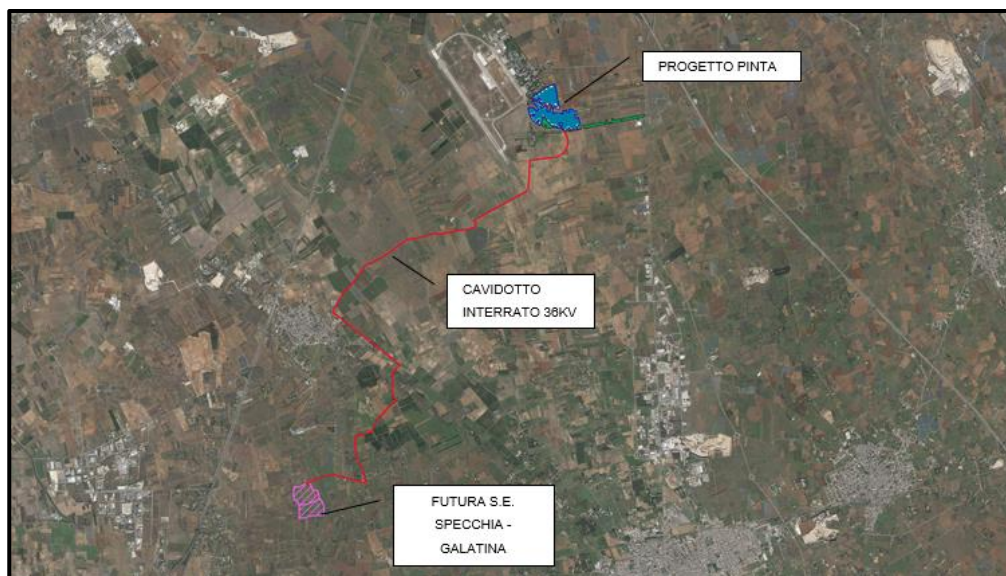 PROGETTO PINTA
CAVIDOTTO
INTERRATO 36KV
FUTURA S.E.
SPECCHIA -
GALATINA